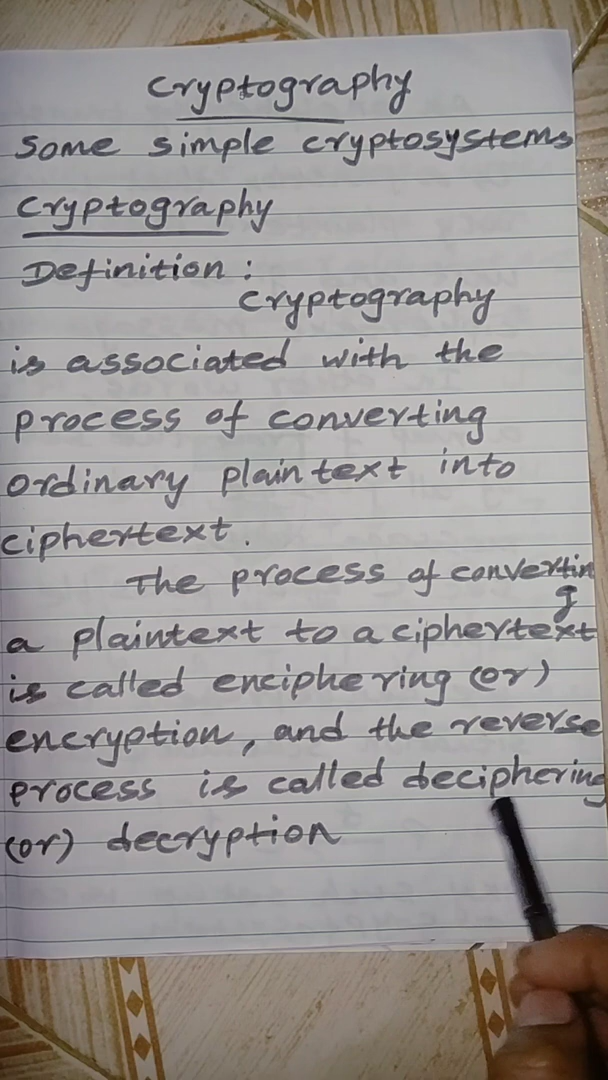 Cryptography
Some simple cryptosystems
Cryptography
Definition :
Cryptography
is associated with the
process of converting
ordinary plaintext into
ciphertext.
The process of converting
a plaintext to a ciphertext
is called enciphering (or)
encryption, and the reverse
process is called deciphering
(or) decryption